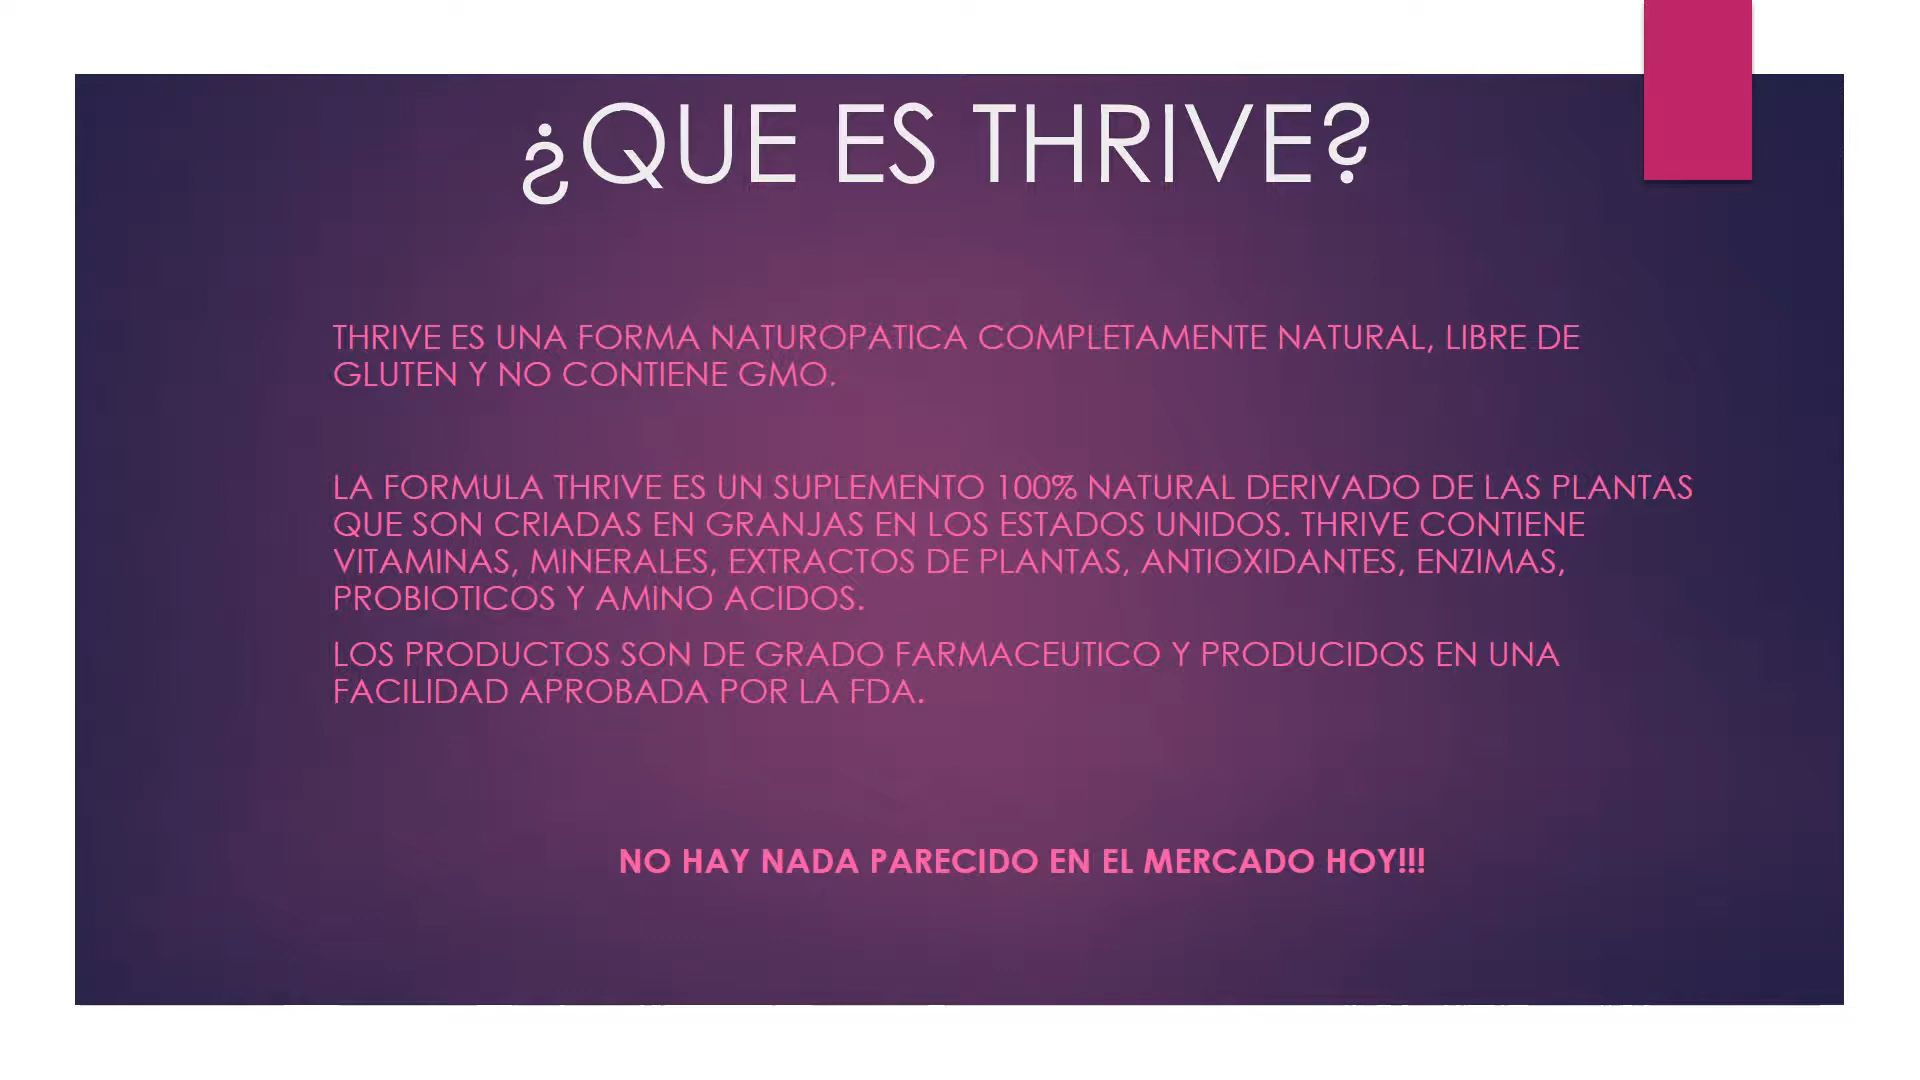 ¿QUE ES THRIVE?
THRIVE ES UNA FORMA NATUROPATICA COMPLETAMENTE NATURAL, LIBRE DE
GLUTEN Y NO CONTIENE GMO.
LA FORMULA THRIVE ES UN SUPLEMENTO 100% NATURAL DERIVADO DE LAS PLANTAS
QUE SON CRIADAS EN GRANJAS EN LOS ESTADOS UNIDOS. THRIVE CONTIENE
VITAMINAS, MINERALES, EXTRACTOS DE PLANTAS, ANTIOXIDANTES, ENZIMAS,
PROBIOTICOS Y AMINO ACIDOS.
LOS PRODUCTOS SON DE GRADO FARMACEUTICO Y PRODUCIDOS EN UNA
FACILIDAD APROBADA POR LA FDA.
NO HAY NADA PARECIDO EN EL MERCADO HOY!!!